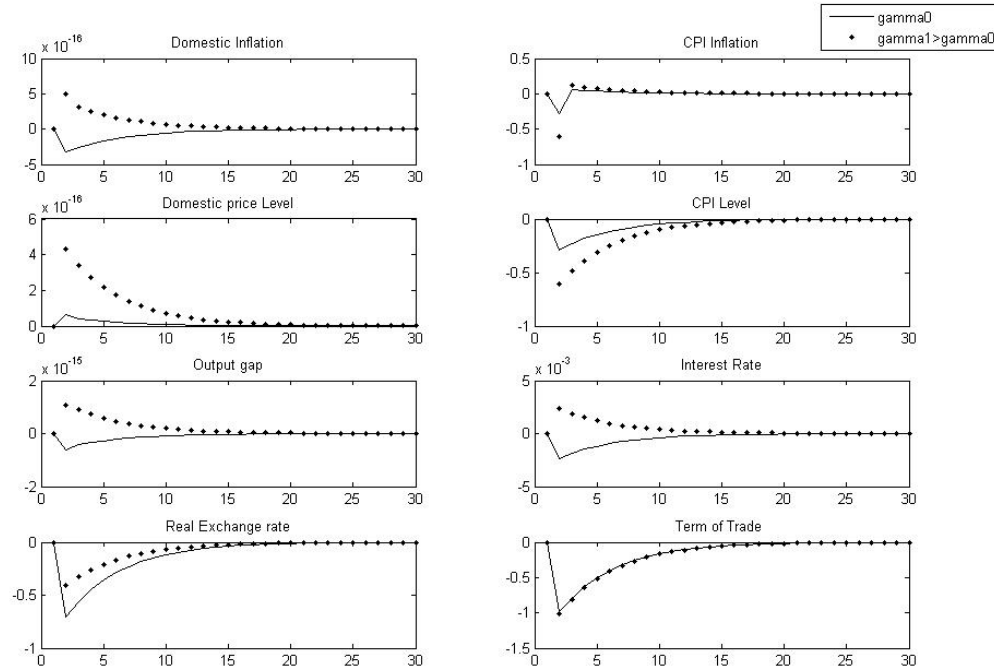 gamma0
gamma1>gamma0
x 10^-16
Domestic Inflation
10
5
0
-5
0 5 10 15 20 25 30
CPI Inflation
0.5
0
-0.5
-1
0 5 10 15 20 25 30
x 10^-16
Domestic price Level
6
4
2
0
0 5 10 15 20 25 30
CPI Level
0
-0.5
-1
0 5 10 15 20 25 30
x 10^-15
Output gap
2
0
-2
0 5 10 15 20 25 30
x 10^-3
Interest Rate
5
0
-5
0 5 10 15 20 25 30
Real Exchange rate
0
-0.5
-1
0 5 10 15 20 25 30
Term of Trade
0
-0.5
-1
-1.5
0 5 10 15 20 25 30